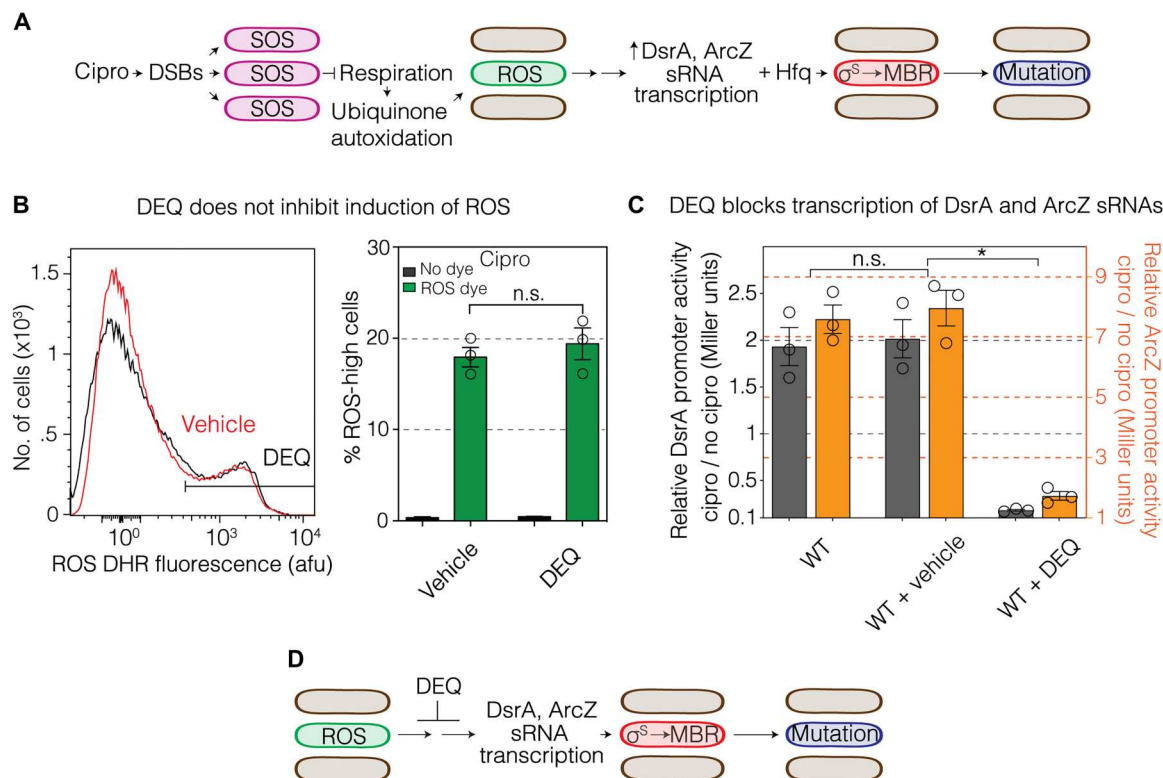 A
Cipro → DSBs
SOS
SOS
SOS
Respiration
Ubiquinone
autoxidation
ROS
↑DsrA, ArcZ
sRNA
transcription
+ Hfq
σS → MBR
Mutation
B
DEQ does not inhibit induction of ROS
No. of cells (x10³)
1.5
1
.5
0
Vehicle
DEQ
0
10⁰
10³
10⁴
ROS DHR fluorescence (afu)
% ROS-high cells
30
20
10
0
Cipro
No dye
ROS dye
n.s.
Vehicle
DEQ
C
DEQ blocks transcription of DsrA and ArcZ sRNAs
Relative DsrA promoter activity
cipro / no cipro (Miller units)
2.5
2
1.5
1
0.5
0.1
n.s.
*
9
7
5
3
1
Relative ArcZ promoter activity
cipro / no cipro (Miller units)
WT
WT + vehicle
WT + DEQ
D
ROS
DEQ
DsrA, ArcZ
sRNA
transcription
σS → MBR
Mutation